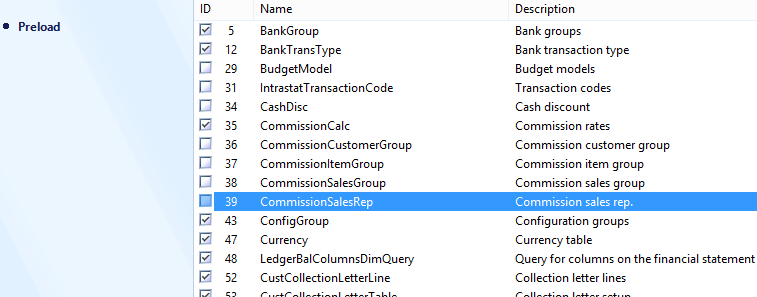 Preload
ID Name Description
5 BankGroup Bank groups
12 BankTransType Bank transaction type
29 BudgetModel Budget models
31 IntrastatTransactionCode Transaction codes
34 CashDisc Cash discount
35 CommissionCalc Commission rates
36 CommissionCustomerGroup Commission customer group
37 CommissionItemGroup Commission item group
38 CommissionSalesGroup Commission sales group
39 CommissionSalesRep Commission sales rep.
43 ConfigGroup Configuration groups
47 Currency Currency table
48 LedgerBalColumnsDimQuery Query for columns on the financial statement
52 CustCollectionLetterLine Collection letter lines
53 CustCollectionLetterTable Collection letter setup